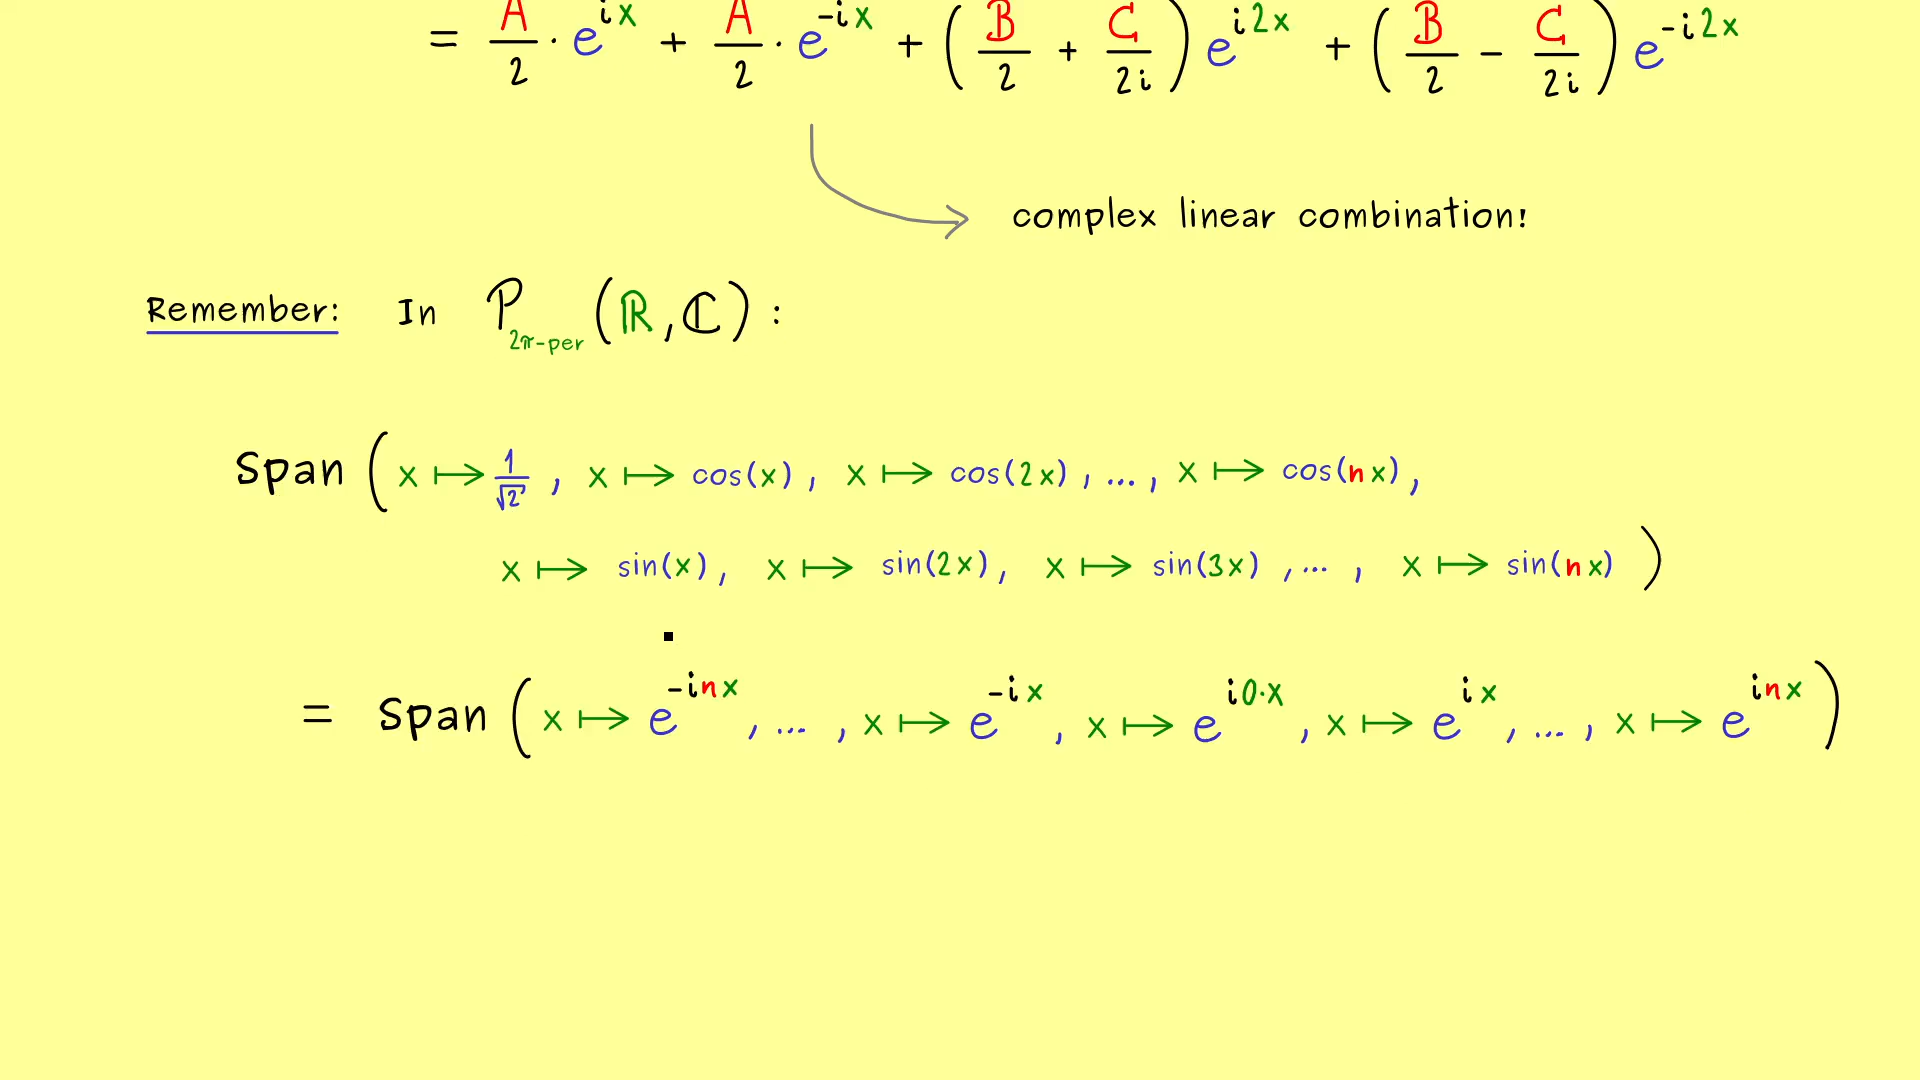 = A/2 · e^{ix} + A/2 · e^{-ix} + (B/2 + C/2i) e^{i2x} + (B/2 - C/2i) e^{-i2x}
complex linear combination!
Remember: In 𝒫_{2π-per} (ℝ, ℂ) :
Span ( x ↦ 1/√2 , x ↦ cos(x) , x ↦ cos(2x) , ... , x ↦ cos(nx) ,
x ↦ sin(x) , x ↦ sin(2x) , x ↦ sin(3x) , ... , x ↦ sin(nx) )
= Span ( x ↦ e^{-inx} , ... , x ↦ e^{-ix} , x ↦ e^{i0·x} , x ↦ e^{ix} , ... , x ↦ e^{inx} )